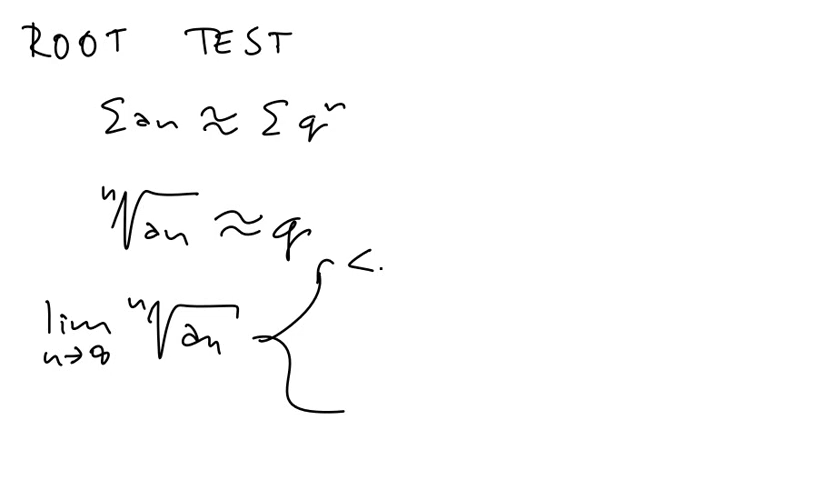 ROOT TEST
Σan ≈ Σqⁿ
ⁿ√an ≈ q
<.
lim n→∞ ⁿ√an